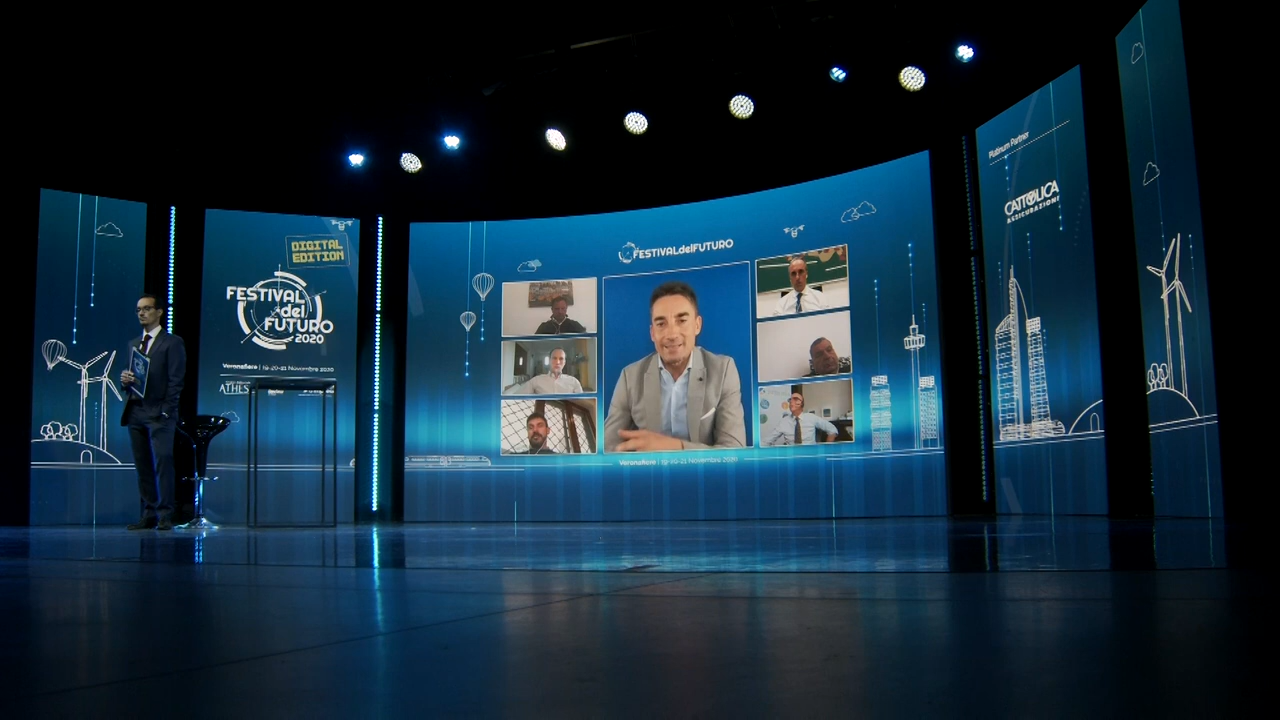 DIGITAL
EDITION
FESTIVAL
del
FUTURO
2020
Veronafiere | 19-20-21 Novembre 2020
FESTIVALdelFUTURO
Veronafiere | 19-20-21 Novembre 2020
Platinum Partner
CATTOLICA
ASSICURAZIONI